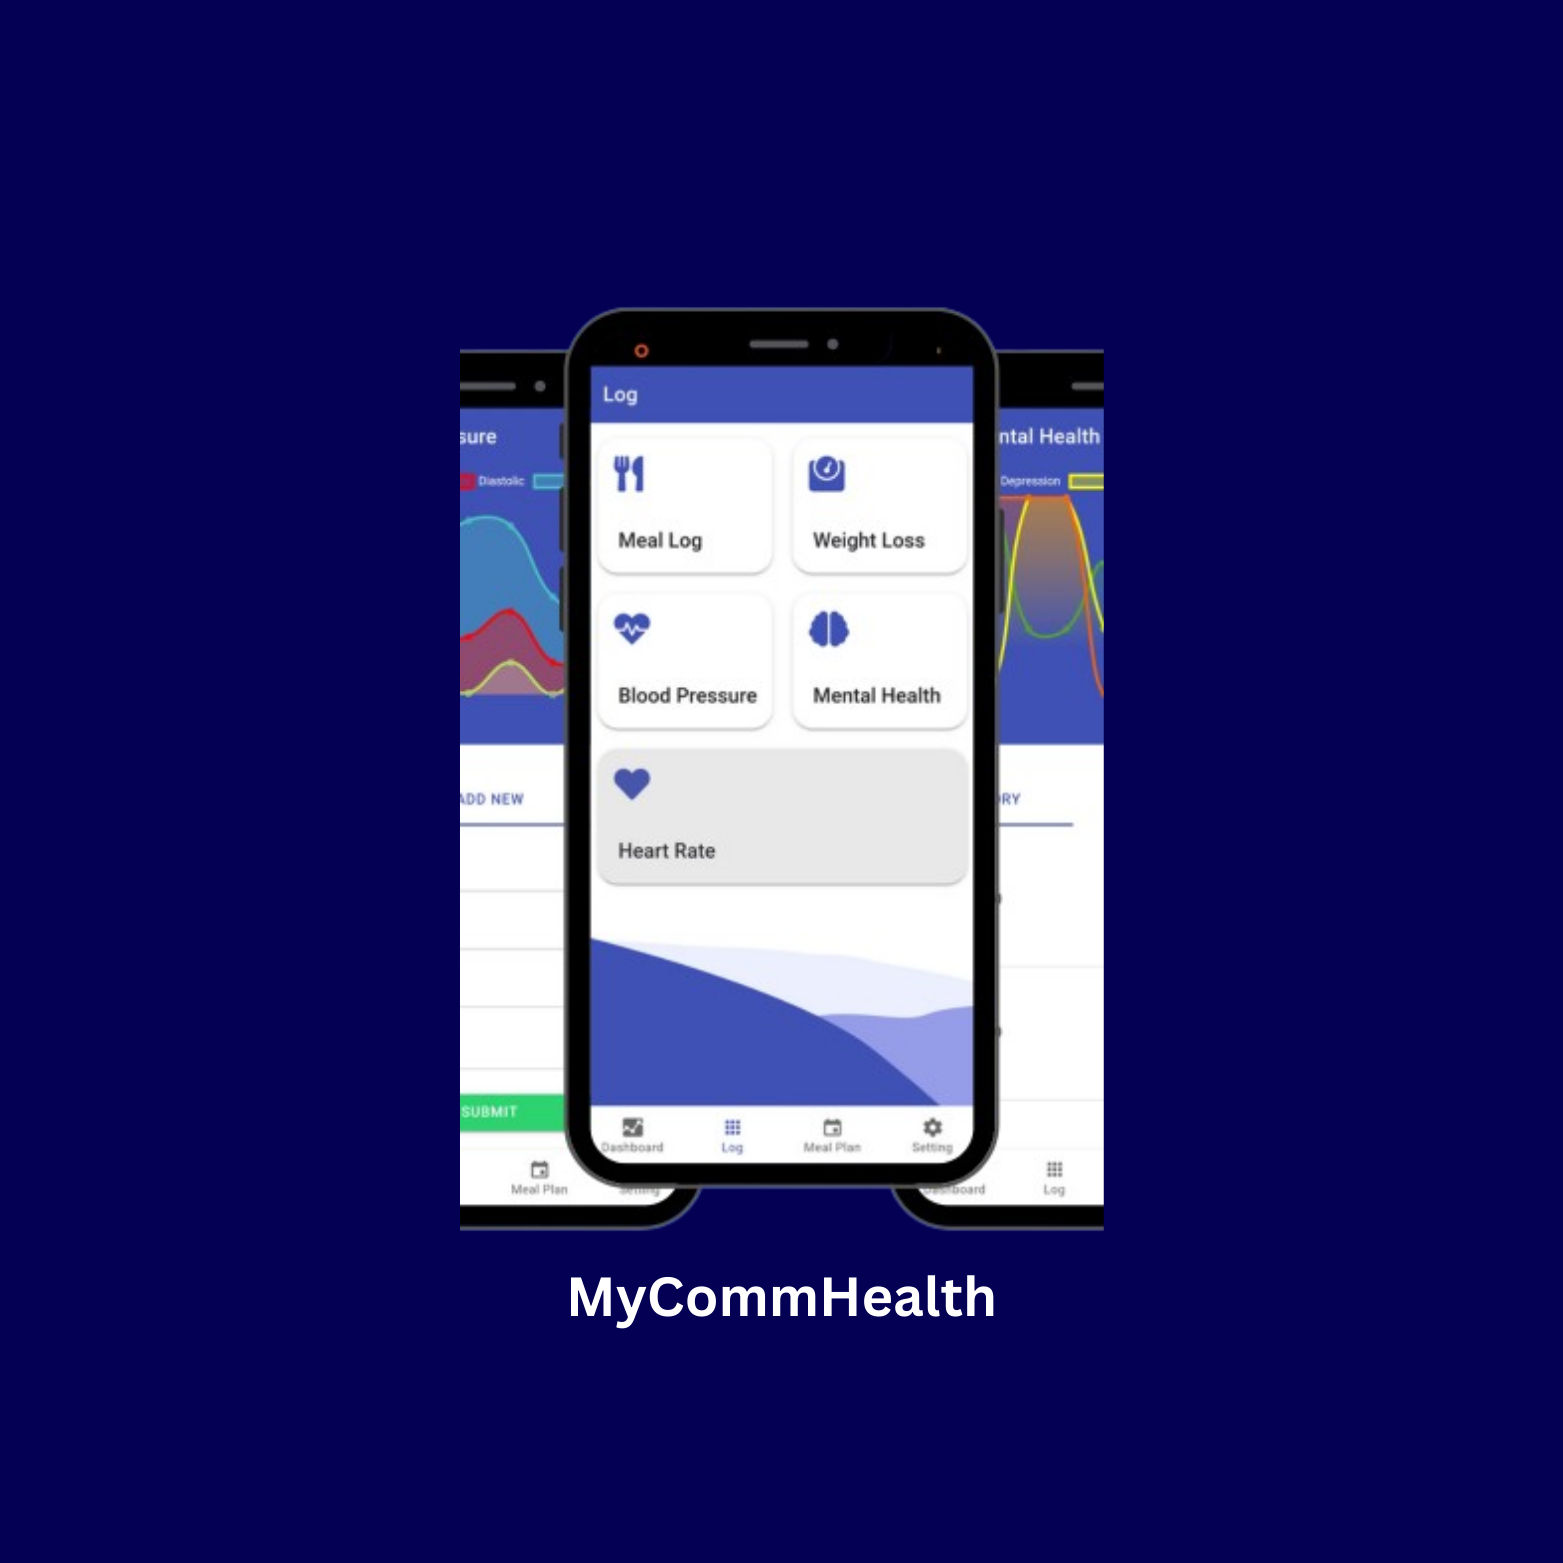 Log
Meal Log
Weight Loss
Blood Pressure
Mental Health
Heart Rate
Dashboard
Log
Meal Plan
Setting
sure
Diastolic
ADD NEW
SUBMIT
Meal Plan
Setting
ntal Health
Depression
ORY
Dashboard
Log
MyCommHealth